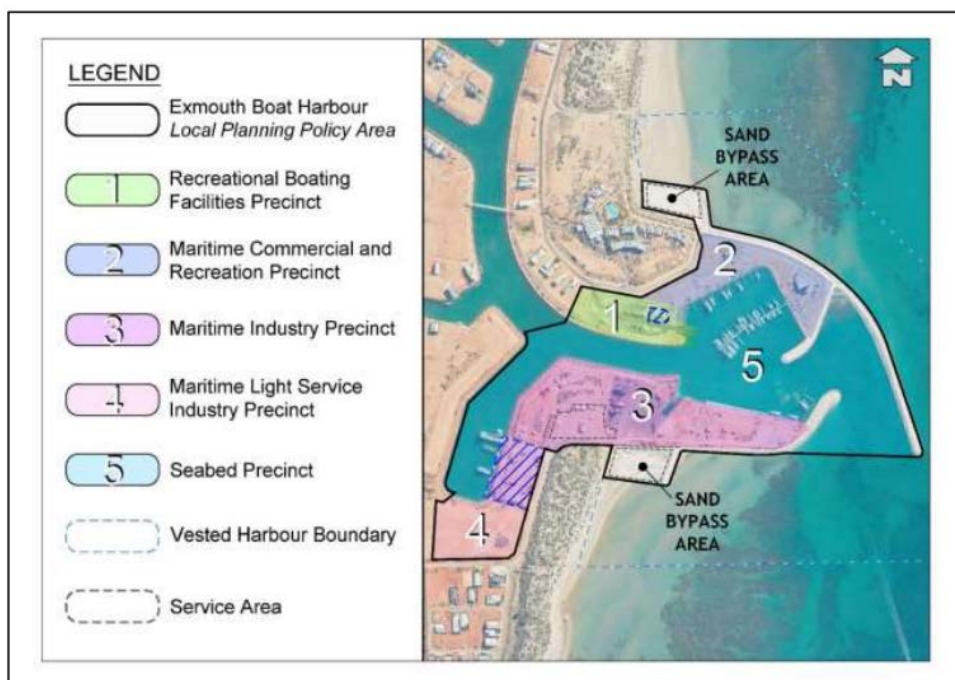 LEGEND
Exmouth Boat Harbour
Local Planning Policy Area
1
Recreational Boating
Facilities Precinct
2
Maritime Commercial and
Recreation Precinct
3
Maritime Industry Precinct
4
Maritime Light Service
Industry Precinct
5
Seabed Precinct
Vested Harbour Boundary
Service Area
N
SAND
BYPASS
AREA
2
1
5
3
4
SAND
BYPASS
AREA